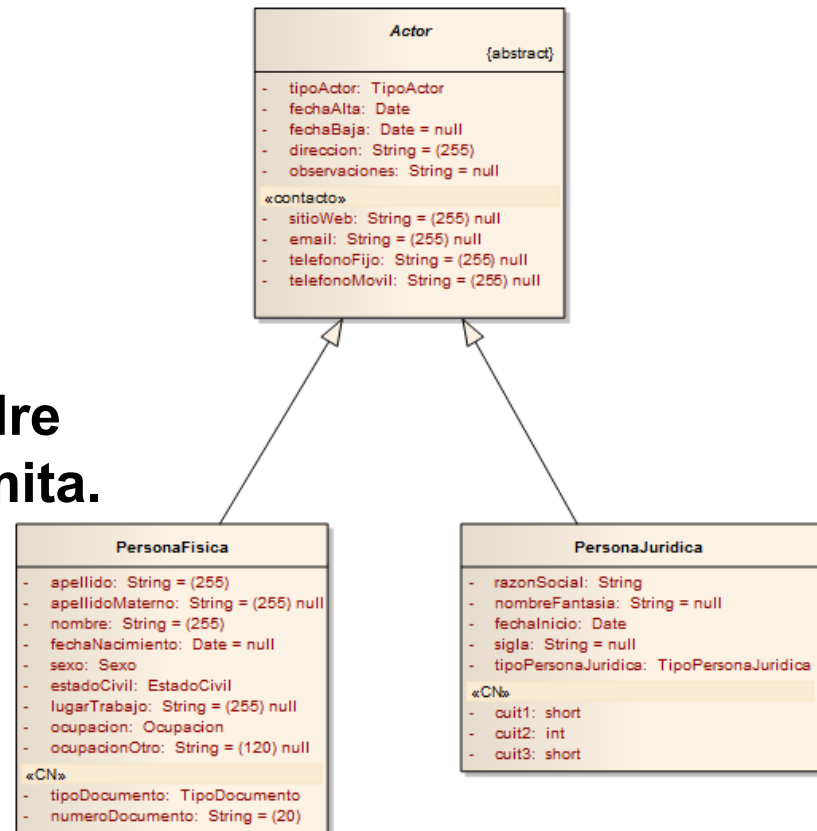 Actor
{abstract}
- tipoActor: TipoActor
- fechaAlta: Date
- fechaBaja: Date = null
- direccion: String = (255)
- observaciones: String = null
«contacto»
- sitioWeb: String = (255) null
- email: String = (255) null
- telefonoFijo: String = (255) null
- telefonoMovil: String = (255) null
dre
nita.
PersonaFisica
- apellido: String = (255)
- apellidoMaterno: String = (255) null
- nombre: String = (255)
- fechaNacimiento: Date = null
- sexo: Sexo
- estadoCivil: EstadoCivil
- lugarTrabajo: String = (255) null
- ocupacion: Ocupacion
- ocupacionOtro: String = (120) null
«CN»
- tipoDocumento: TipoDocumento
- numeroDocumento: String = (20)
PersonaJuridica
- razonSocial: String
- nombreFantasia: String = null
- fechaInicio: Date
- sigla: String = null
- tipoPersonaJuridica: TipoPersonaJuridica
«CN»
- cuit1: short
- cuit2: int
- cuit3: short